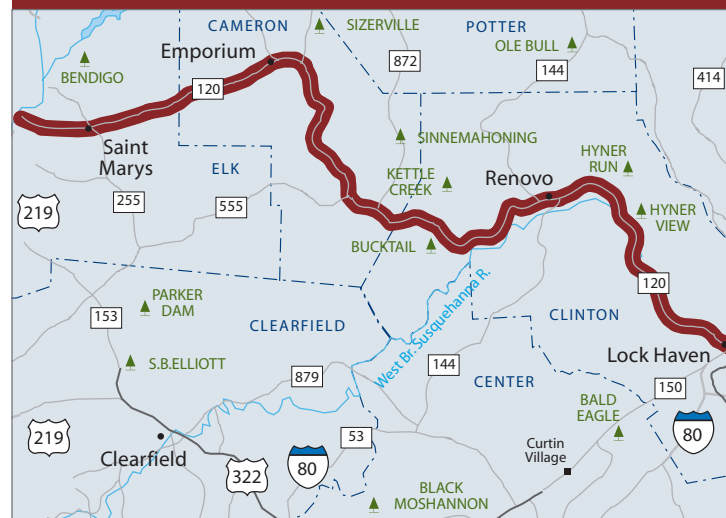 CAMERON
SIZERVILLE
POTTER
OLE BULL
Emporium
872
144
414
BENDIGO
120
SINNEMAHONING
HYNER
RUN
Saint
Marys
ELK
KETTLE
CREEK
Renovo
219
255
555
HYNER
VIEW
BUCKTAIL
120
PARKER
DAM
153
CLEARFIELD
West Br. Susquehanna R.
CLINTON
Lock Haven
S.B.ELLIOTT
879
144
CENTER
150
BALD
EAGLE
219
Clearfield
53
80
Curtin
Village
322
80
BLACK
MOSHANNON